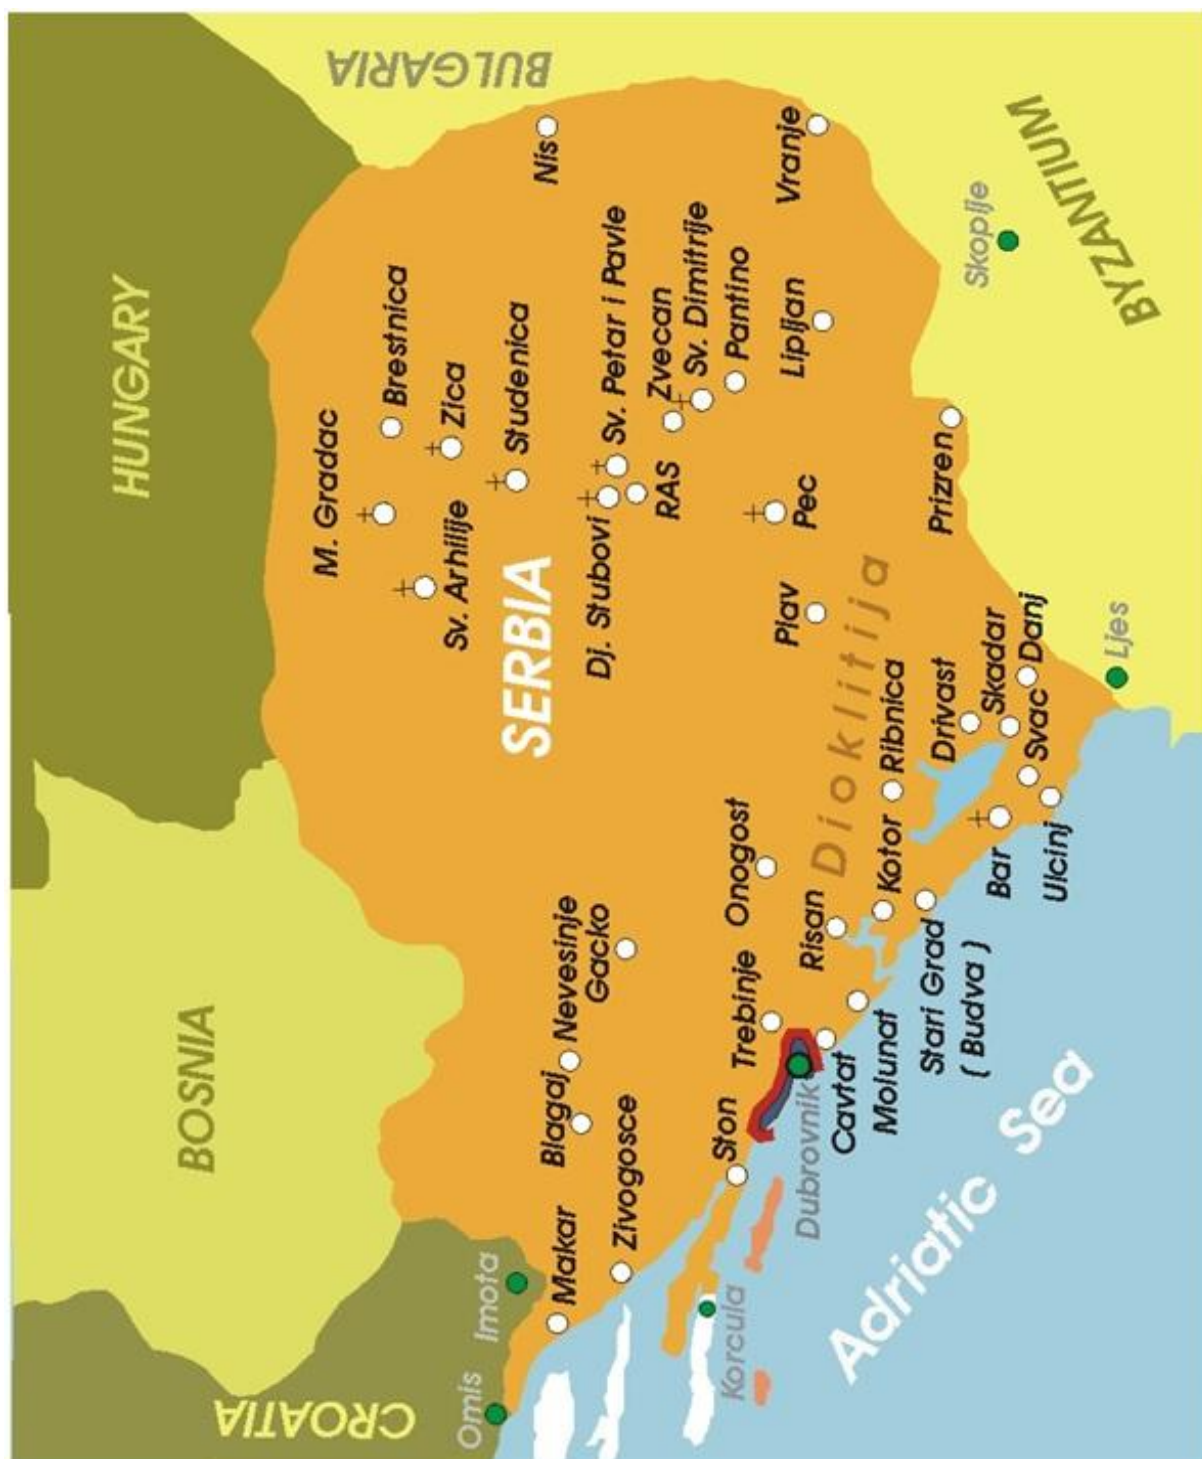 HUNGARY
BULGARIA
BOSNIA
CROATIA
SERBIA
BYZANTIUM
M. Gradac
Brestnica
Zica
Sv. Arhilije
Studenica
Nis
Dj. Stubovi
Sv. Petar i Pavle
RAS
Zvecan
Sv. Dimitrije
Pantino
Vranje
Lipljan
Skoplje
Pec
Plav
Prizren
Dioklitija
Omis
Imota
Makar
Zivogosce
Blagaj
Nevesinje
Gacko
Ston
Trebinje
Onogost
Dubrovnik
Cavtat
Molunat
Risan
Kotor
Ribnica
Stari Grad
( Budva )
Drivast
Skadar
Danj
Svac
Bar
Ulcinj
Ljes
Korcula
Adriatic Sea